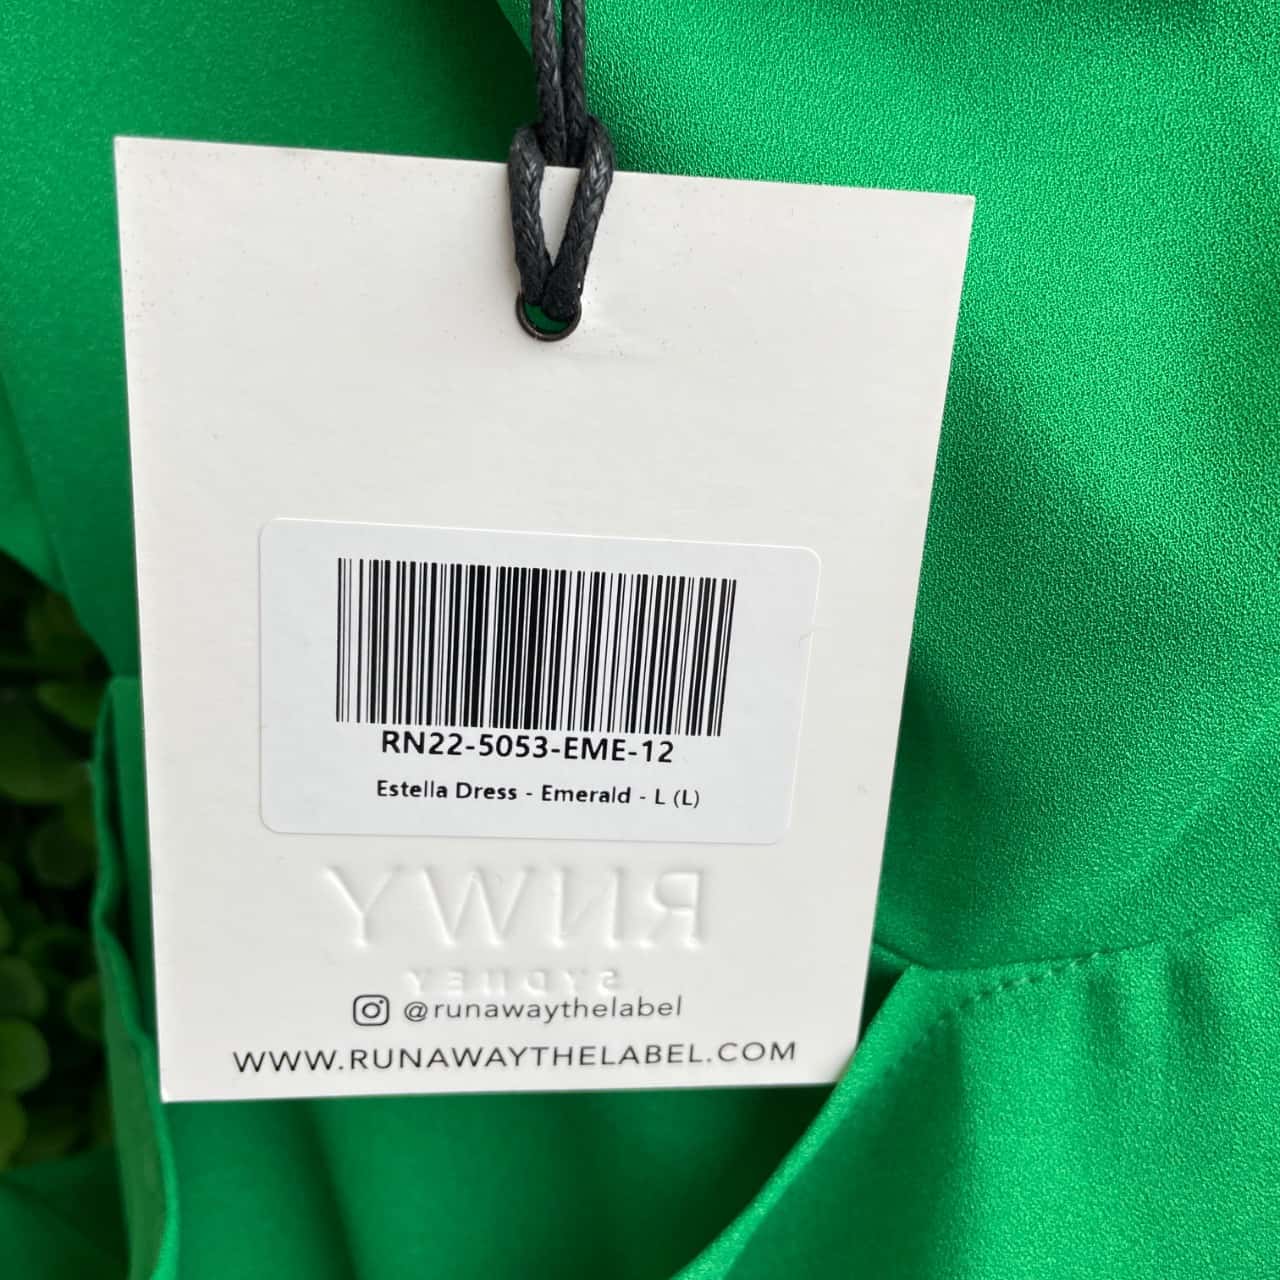 RN22-5053-EME-12
Estella Dress - Emerald - L (L)
RNWY
SYDNEY
@runawaythelabel
WWW.RUNAWAYTHELABEL.COM